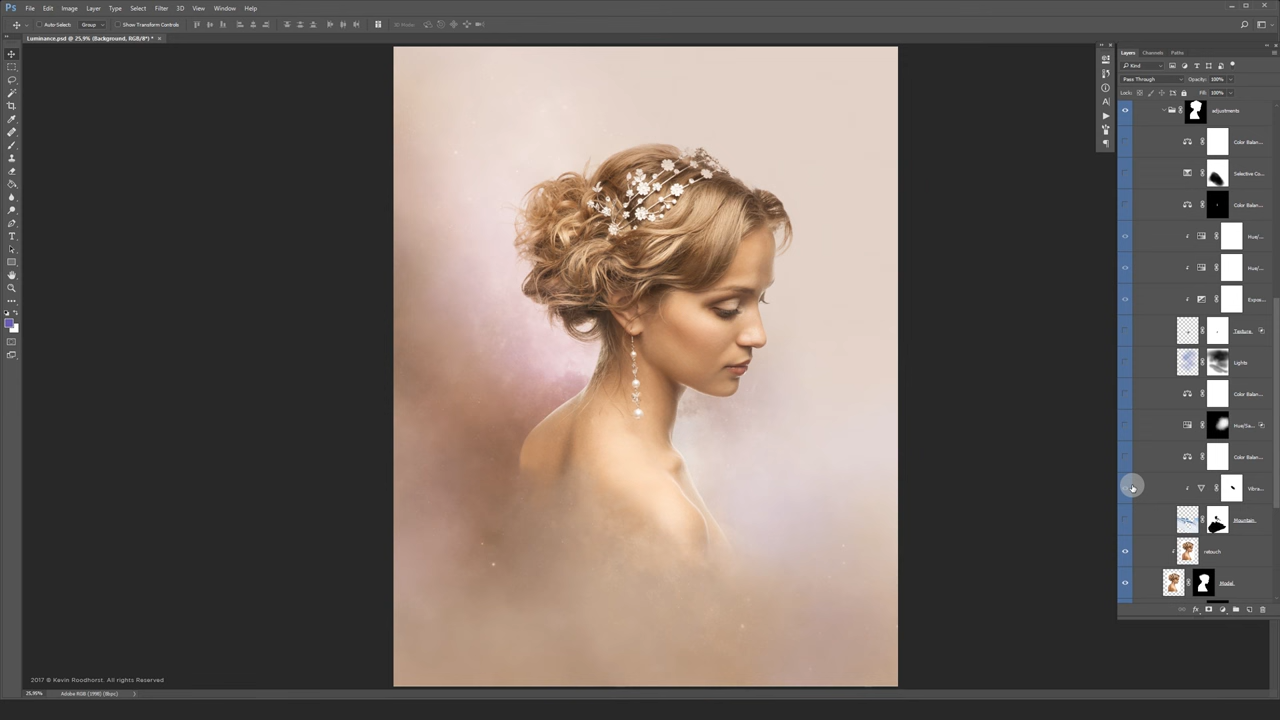 Ps File Edit Image Layer Type Select Filter 3D View Window Help
Auto-Select: Group Show Transform Controls 3D Mode:
Luminance.psd @ 25,9% (Background, RGB/8*) * ×
Layers Channels Paths
Kind
Pass Through Opacity: 100%
Lock: Fill: 100%
adjustments
Color Balan...
Selective Co...
Color Balan...
Hue/...
Hue/...
Expo...
Texture
Lights
Color Balan...
Hue/Sa...
Color Balan...
Vibra...
Mountain
retouch
Model
2017 © Kevin Roodhorst. All rights Reserved
25,95% Adobe RGB (1998) (8bpc)